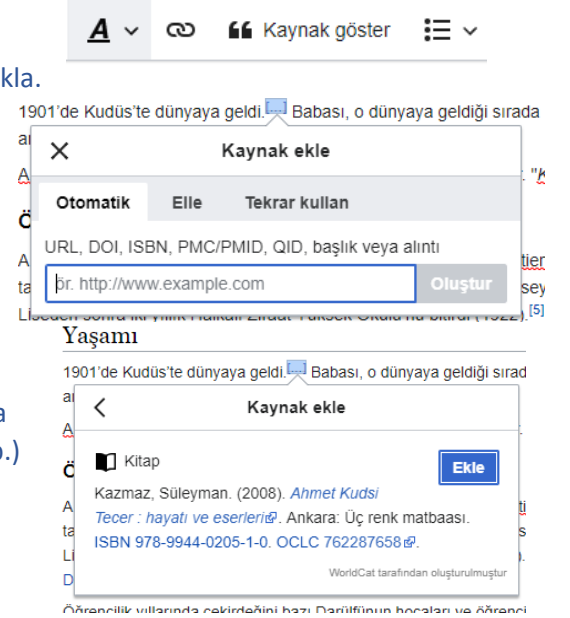 A Kaynak göster
kla.
1901'de Kudüs'te dünyaya geldi.[...] Babası, o dünyaya geldiği sırada
Kaynak ekle
Otomatik Elle Tekrar kullan
URL, DOI, ISBN, PMC/PMID, QID, başlık veya alıntı
ör. http://www.example.com Oluştur
Liseden sonra iki yıllık Halkalı Ziraat Yüksek Okulu'nu bitirdi (1922).[5]
Yaşamı
1901'de Kudüs'te dünyaya geldi.[...] Babası, o dünyaya geldiği sırad
Kaynak ekle
Kitap Ekle
Kazmaz, Süleyman. (2008). Ahmet Kudsi
Tecer : hayatı ve eserleri. Ankara: Üç renk matbaası.
ISBN 978-9944-0205-1-0. OCLC 762287658.
WorldCat tarafından oluşturulmuştur
Öğrencilik yıllarında çekirdeğini bazı Darülfünun hocaları ve öğrenci